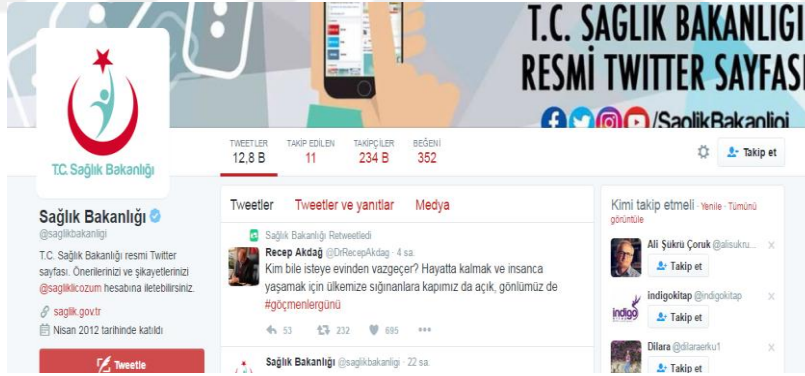 T.C. SAĞLIK BAKANLIĞI
RESMİ TWITTER SAYFASI
/SaglikBakanligi
T.C. Sağlık Bakanlığı
TWEETLER TAKİP EDİLEN TAKİPÇİLER BEĞENİ
12,8 B 11 234 B 352
Takip et
Sağlık Bakanlığı
@saglikbakanligi
T.C. Sağlık Bakanlığı resmi Twitter
sayfası. Önerilerinizi ve şikayetlerinizi
@sagliklicozum hesabına iletebilirsiniz.
saglik.gov.tr
Nisan 2012 tarihinde katıldı
Tweetle
Tweetler Tweetler ve yanıtlar Medya
Sağlık Bakanlığı Retweetledi
Recep Akdağ @DrRecepAkdag · 4 sa.
Kim bile isteye evinden vazgeçer? Hayatta kalmak ve insanca
yaşamak için ülkemize sığınanlara kapımız da açık, gönlümüz de
#göçmenlergünü
53 232 695
Sağlık Bakanlığı @saglikbakanligi · 22 sa.
Kimi takip etmeli · Yenile · Tümünü
görüntüle
Ali Şükrü Çoruk @alisukru... x
Takip et
indigo
indigokitap @indigokitap x
Takip et
Dilara @dilaraerku1 x
Takip et